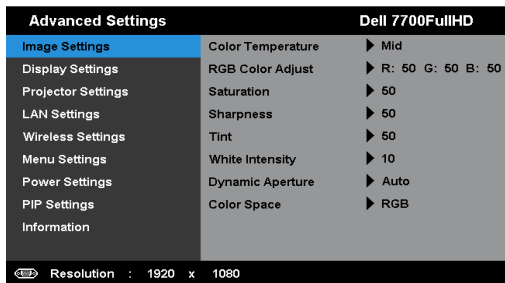 Advanced Settings Dell 7700FullHD
Image Settings Color Temperature Mid
Display Settings RGB Color Adjust R: 50 G: 50 B: 50
Projector Settings Saturation 50
LAN Settings Sharpness 50
Wireless Settings Tint 50
Menu Settings White Intensity 10
Power Settings Dynamic Aperture Auto
PIP Settings Color Space RGB
Information
Resolution : 1920 x 1080